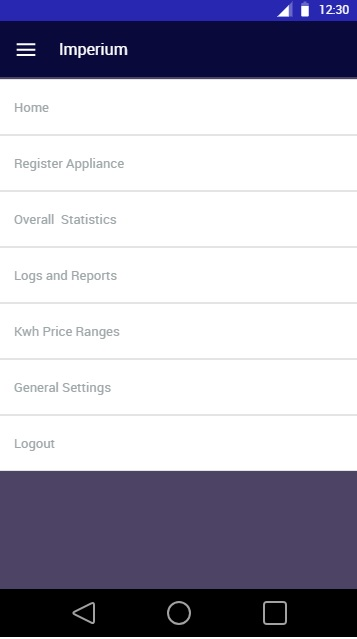 12:30
Imperium
Home
Register Appliance
Overall  Statistics
Logs and Reports
Kwh Price Ranges
General Settings
Logout